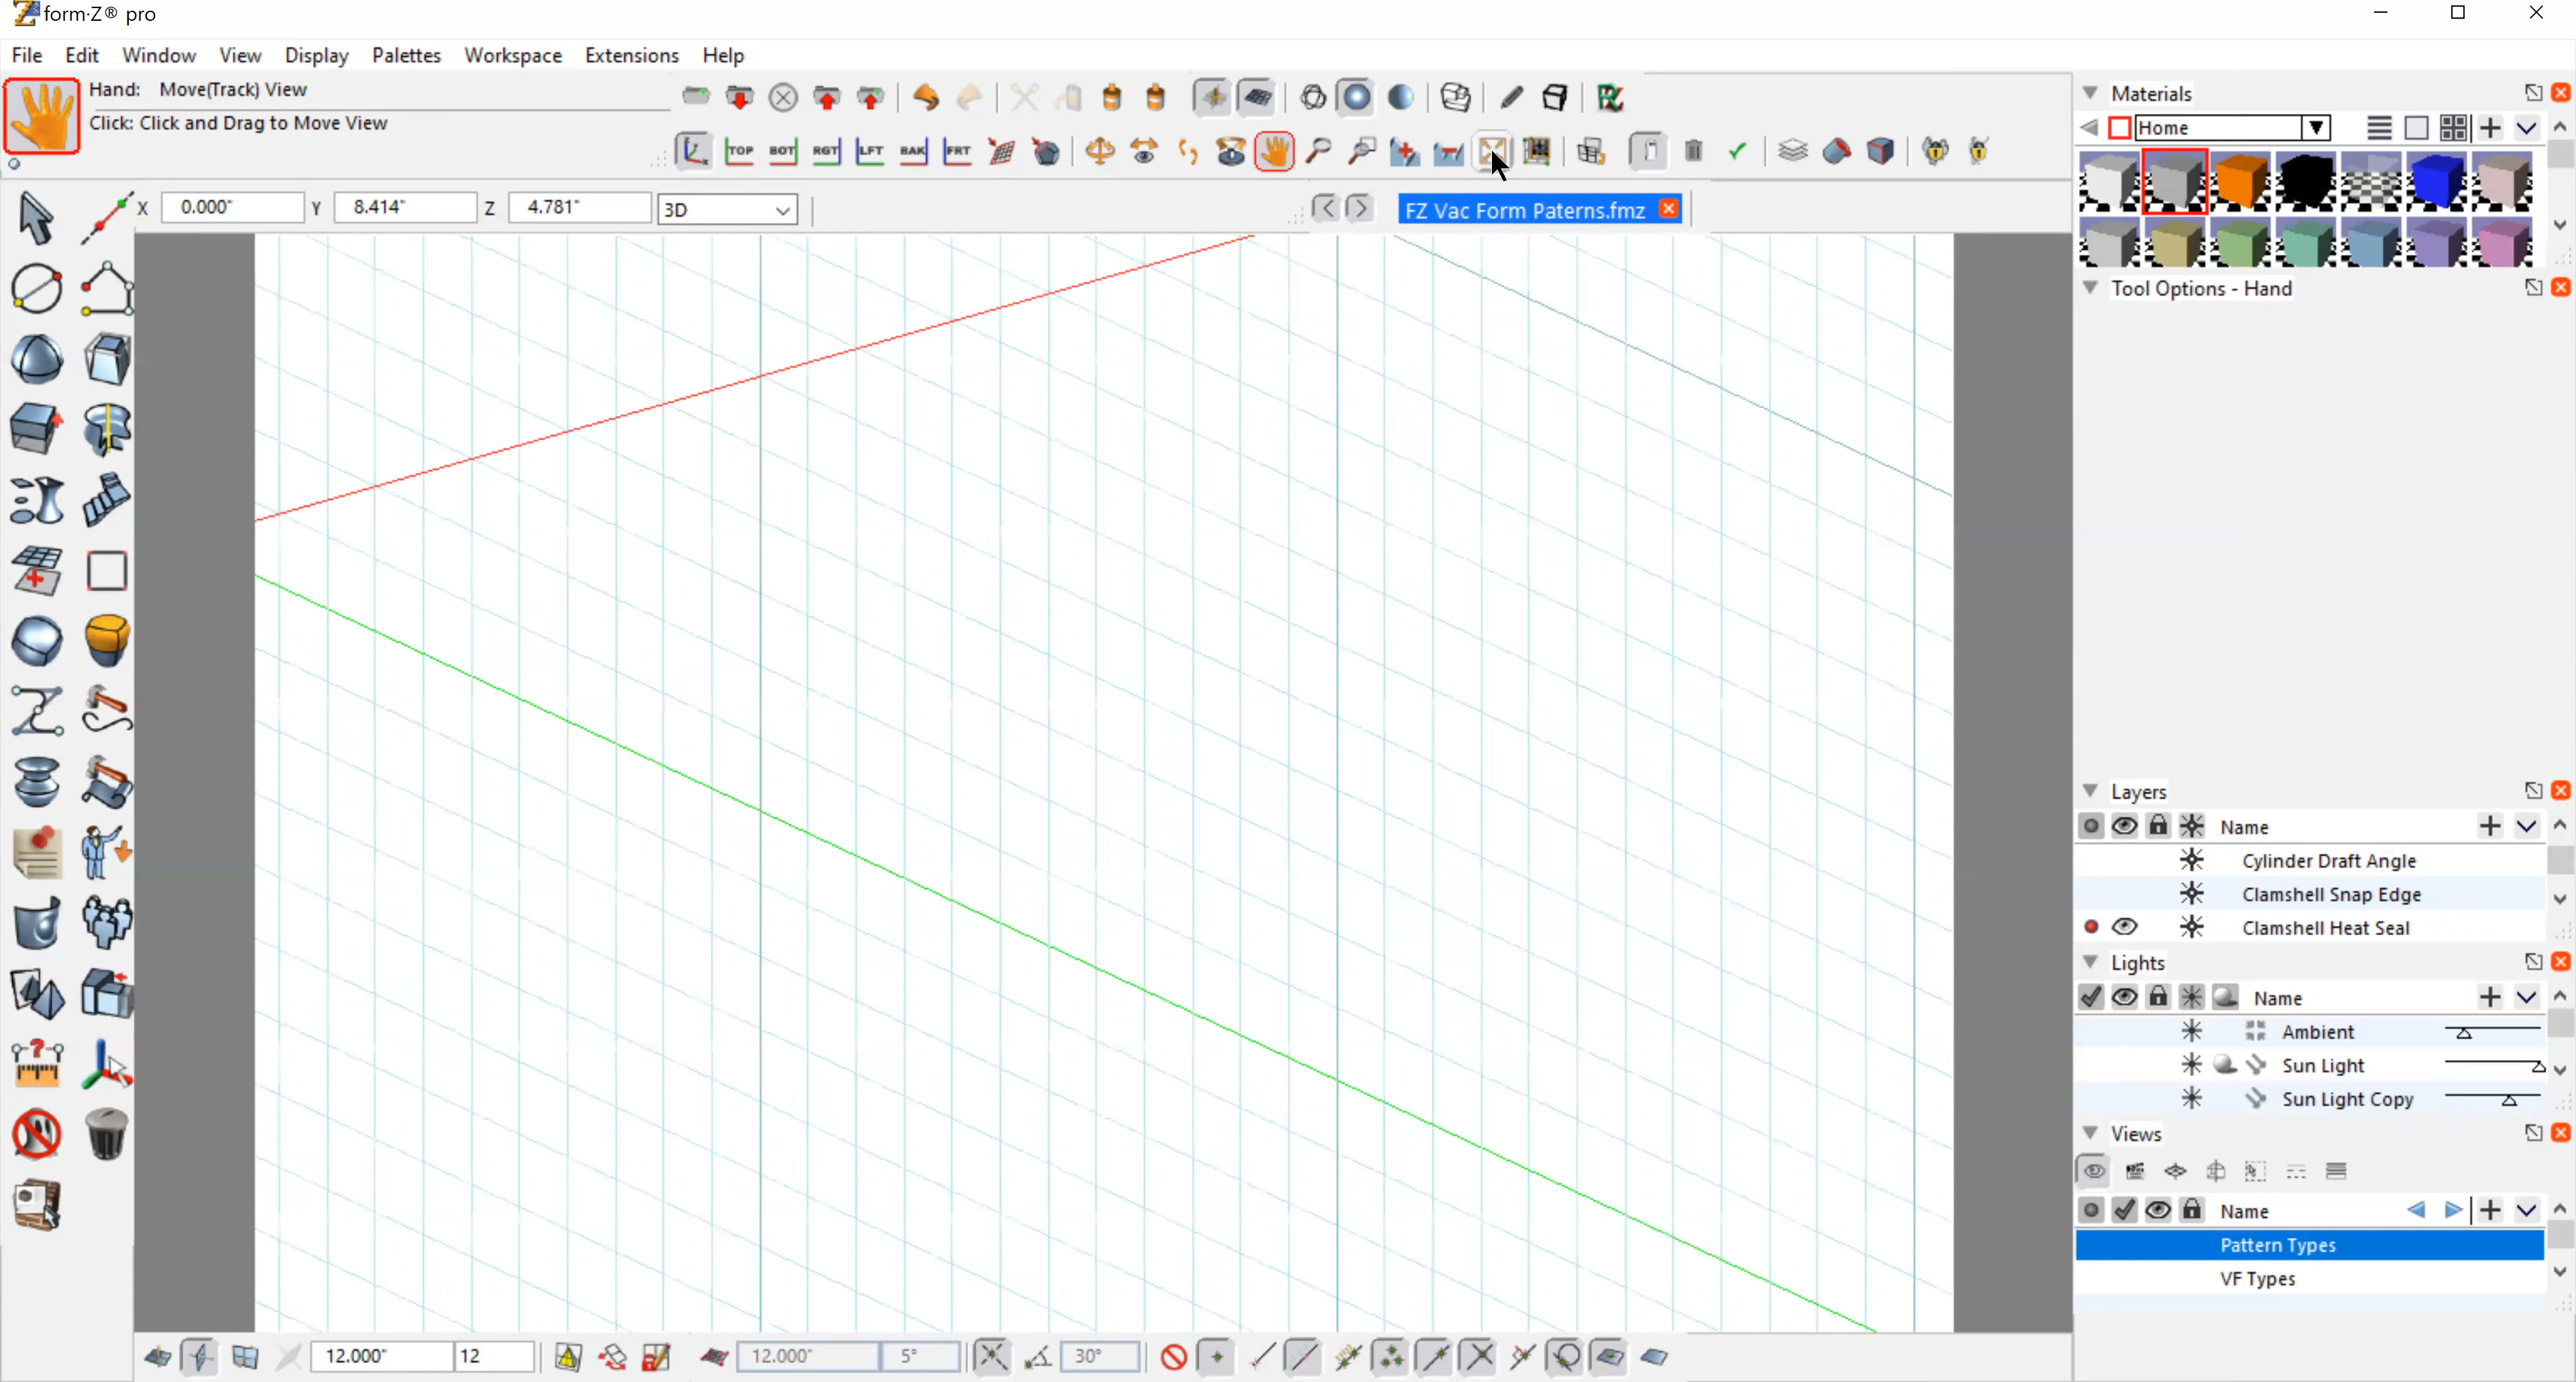 form·Z® pro
File Edit Window View Display Palettes Workspace Extensions Help
Hand: Move(Track) View
Click: Click and Drag to Move View
TOP BOT RGT LFT BAK FRT
X 0.000" Y 8.414" Z 4.781" 3D
FZ Vac Form Paterns.fmz
Materials
Home
Tool Options - Hand
Layers
Name
Cylinder Draft Angle
Clamshell Snap Edge
Clamshell Heat Seal
Lights
Name
Ambient
Sun Light
Sun Light Copy
Views
Name
Pattern Types
VF Types
12.000" 12 12.000" 5° 30°